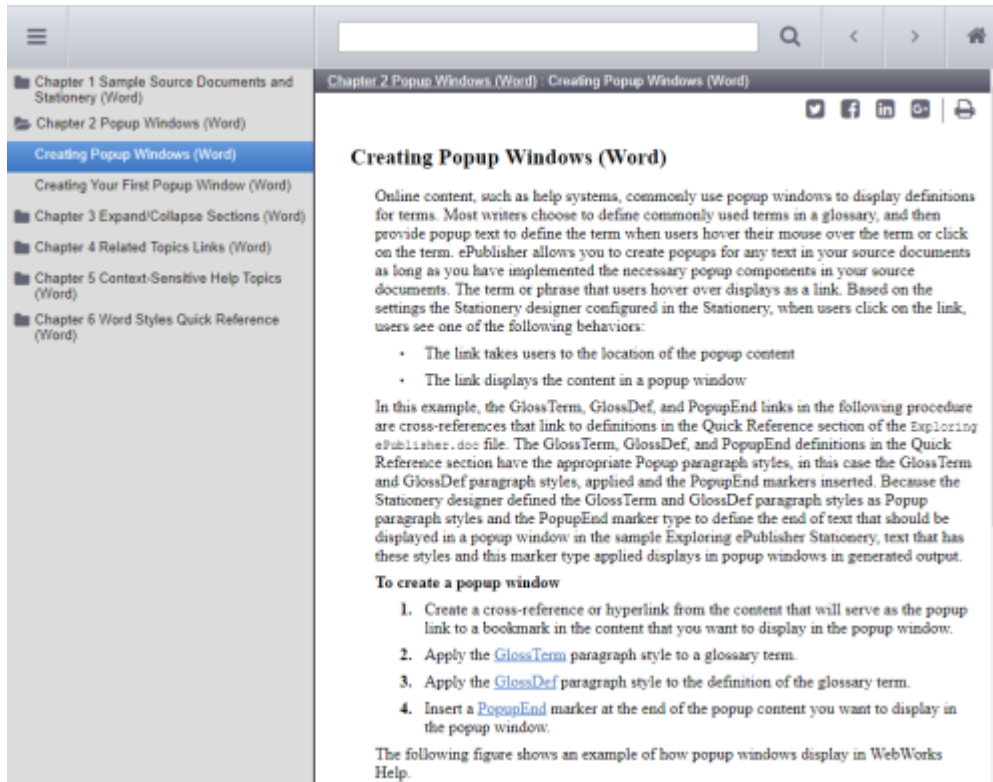 Chapter 1 Sample Source Documents and
Stationery (Word)
Chapter 2 Popup Windows (Word)
Creating Popup Windows (Word)
Creating Your First Popup Window (Word)
Chapter 3 Expand/Collapse Sections (Word)
Chapter 4 Related Topics Links (Word)
Chapter 5 Context-Sensitive Help Topics
(Word)
Chapter 6 Word Styles Quick Reference
(Word)
Chapter 2 Popup Windows (Word) : Creating Popup Windows (Word)
Creating Popup Windows (Word)
Online content, such as help systems, commonly use popup windows to display definitions
for terms. Most writers choose to define commonly used terms in a glossary, and then
provide popup text to define the term when users hover their mouse over the term or click
on the term. ePublisher allows you to create popups for any text in your source documents
as long as you have implemented the necessary popup components in your source
documents. The term or phrase that users hover over displays as a link. Based on the
settings the Stationery designer configured in the Stationery, when users click on the link,
users see one of the following behaviors:
• The link takes users to the location of the popup content
• The link displays the content in a popup window
In this example, the GlossTerm, GlossDef, and PopupEnd links in the following procedure
are cross-references that link to definitions in the Quick Reference section of the Exploring
ePublisher.doc file. The GlossTerm, GlossDef, and PopupEnd definitions in the Quick
Reference section have the appropriate Popup paragraph styles, in this case the GlossTerm
and GlossDef paragraph styles, applied and the PopupEnd markers inserted. Because the
Stationery designer defined the GlossTerm and GlossDef paragraph styles as Popup
paragraph styles and the PopupEnd marker type to define the end of text that should be
displayed in a popup window in the sample Exploring ePublisher Stationery, text that has
these styles and this marker type applied displays in popup windows in generated output.
To create a popup window
1. Create a cross-reference or hyperlink from the content that will serve as the popup
link to a bookmark in the content that you want to display in the popup window.
2. Apply the GlossTerm paragraph style to a glossary term.
3. Apply the GlossDef paragraph style to the definition of the glossary term.
4. Insert a PopupEnd marker at the end of the popup content you want to display in
the popup window.
The following figure shows an example of how popup windows display in WebWorks
Help.